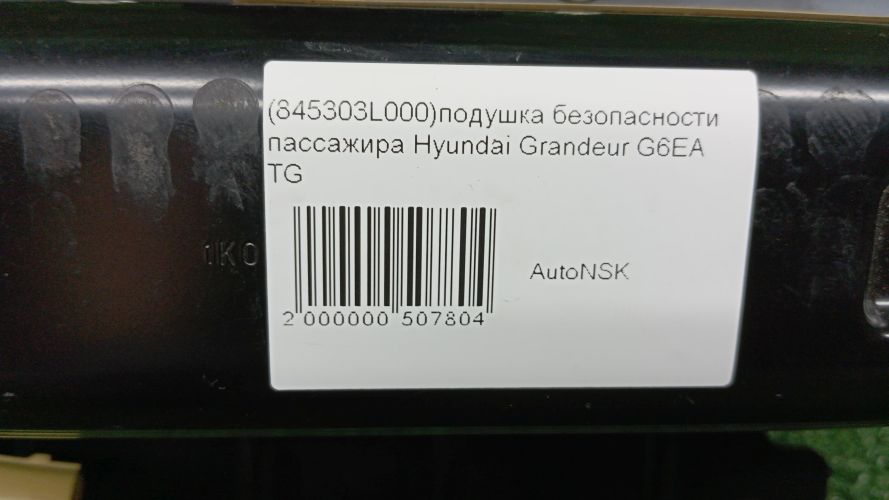 (845303L000)подушка безопасности
пассажира Hyundai Grandeur G6EA
TG
AutoNSK
2 000000 507804
1K0